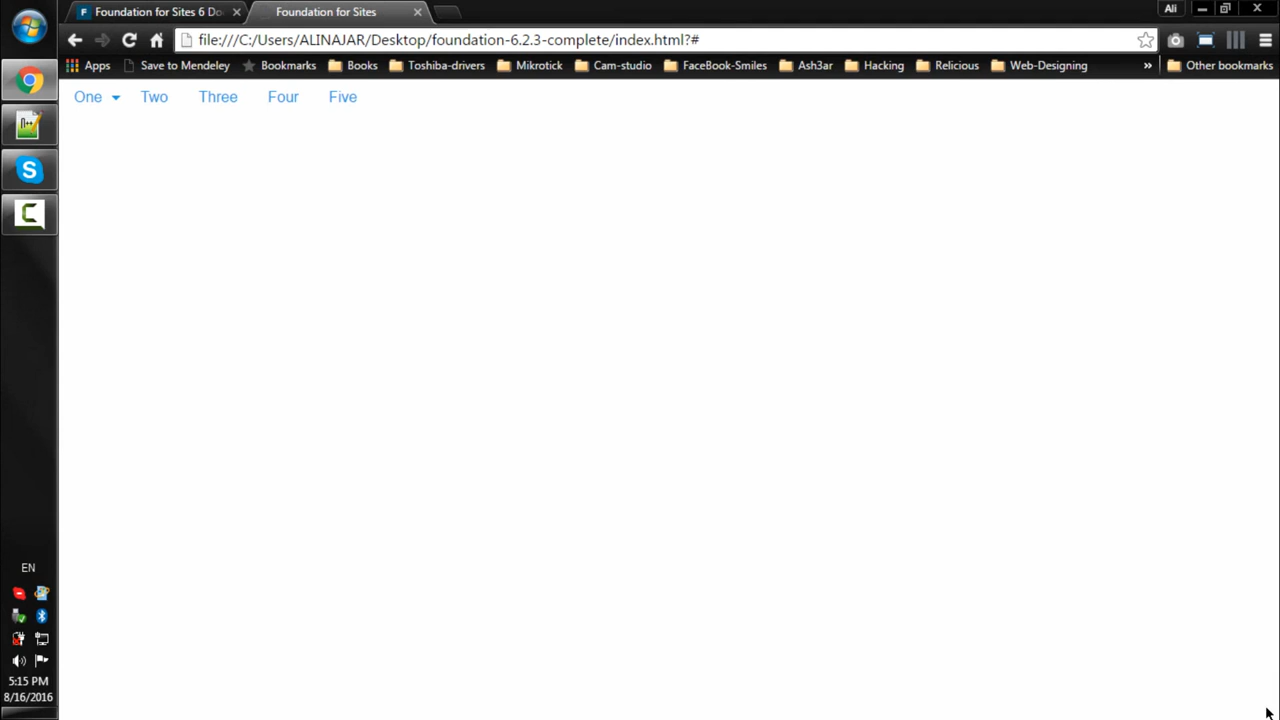 Foundation for Sites 6 Do
Foundation for Sites
Ali
file:///C:/Users/ALINAJAR/Desktop/foundation-6.2.3-complete/index.html?#
Apps
Save to Mendeley
Bookmarks
Books
Toshiba-drivers
Mikrotick
Cam-studio
FaceBook-Smiles
Ash3ar
Hacking
Relicious
Web-Designing
»
Other bookmarks
One
Two
Three
Four
Five
EN
5:15 PM
8/16/2016